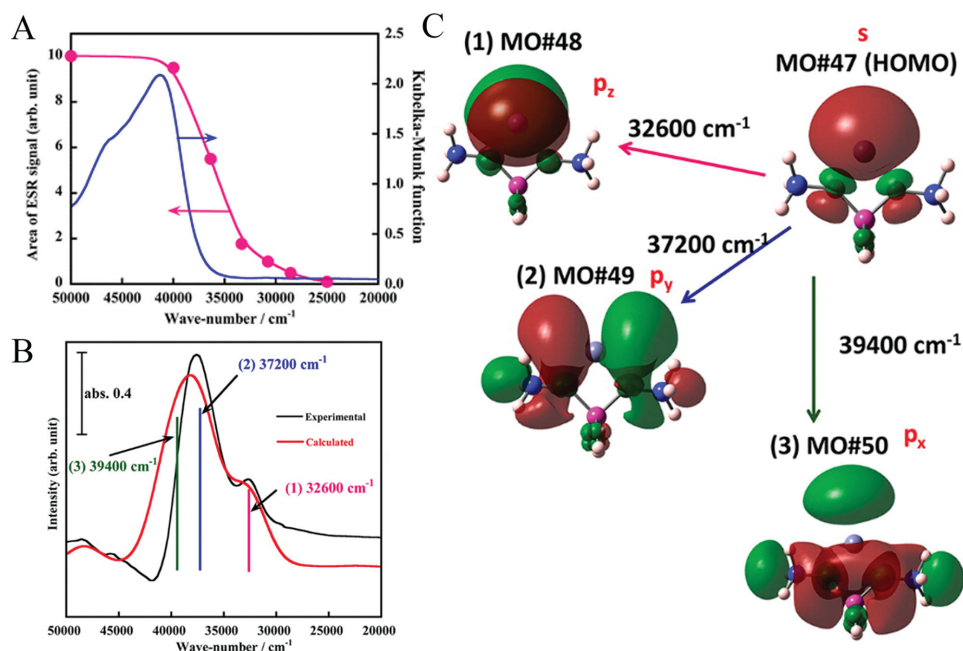 A
Area of ESR signal (arb. unit)
10
8
6
4
2
0
2.5
2.0
1.5
1.0
0.5
0.0
Kubelka-Munk function
50000 45000 40000 35000 30000 25000 20000
Wave-number / cm⁻¹
B
Intensity (arb. unit)
abs. 0.4
(2) 37200 cm⁻¹
Experimental
Calculated
(3) 39400 cm⁻¹
(1) 32600 cm⁻¹
50000 45000 40000 35000 30000 25000 20000
Wave-number / cm⁻¹
C
(1) MO#48
pz
s
MO#47 (HOMO)
32600 cm⁻¹
37200 cm⁻¹
(2) MO#49
py
39400 cm⁻¹
(3) MO#50
px